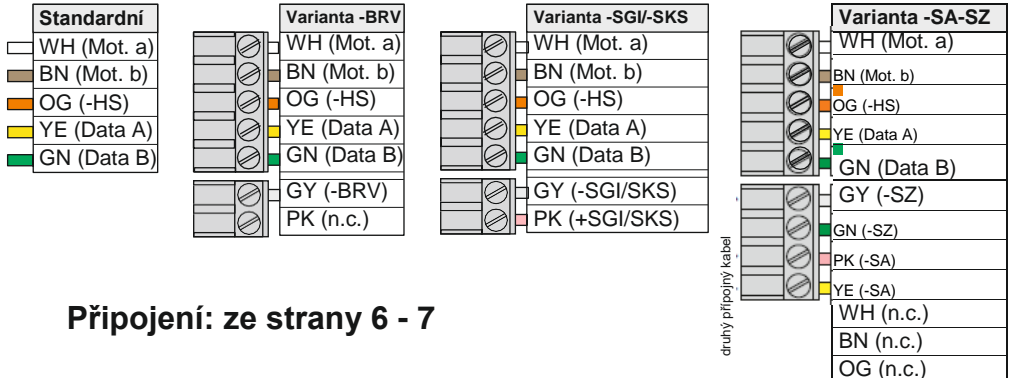 Standardní
WH (Mot. a)
BN (Mot. b)
OG (-HS)
YE (Data A)
GN (Data B)
Varianta -BRV
WH (Mot. a)
BN (Mot. b)
OG (-HS)
YE (Data A)
GN (Data B)
GY (-BRV)
PK (n.c.)
Varianta -SGI/-SKS
WH (Mot. a)
BN (Mot. b)
OG (-HS)
YE (Data A)
GN (Data B)
GY (-SGI/SKS)
PK (+SGI/SKS)
Varianta -SA-SZ
WH (Mot. a)
BN (Mot. b)
OG (-HS)
YE (Data A)
GN (Data B)
GY (-SZ)
GN (-SZ)
PK (-SA)
YE (-SA)
WH (n.c.)
BN (n.c.)
OG (n.c.)
druhý přípojný kabel
Připojení: ze strany 6 - 7